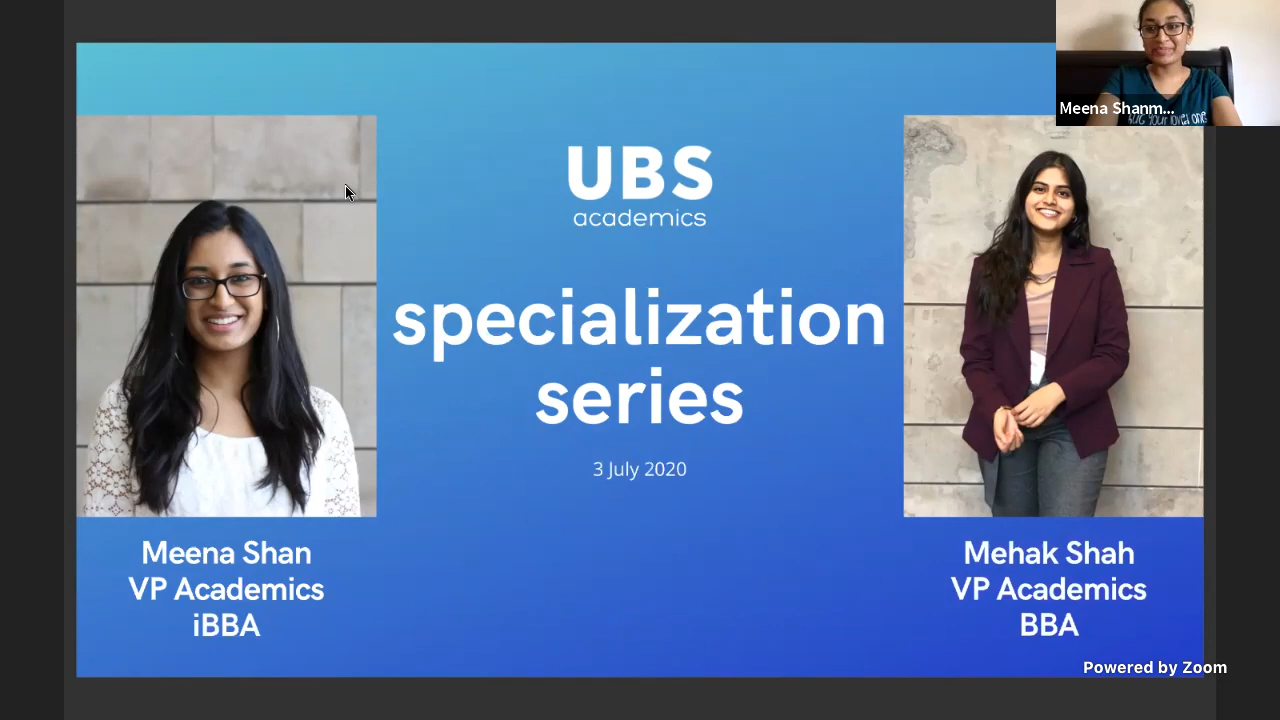 Meena Shanm...
UBS
academics
specialization
series
3 July 2020
Meena Shan
VP Academics
iBBA
Mehak Shah
VP Academics
BBA
Powered by Zoom